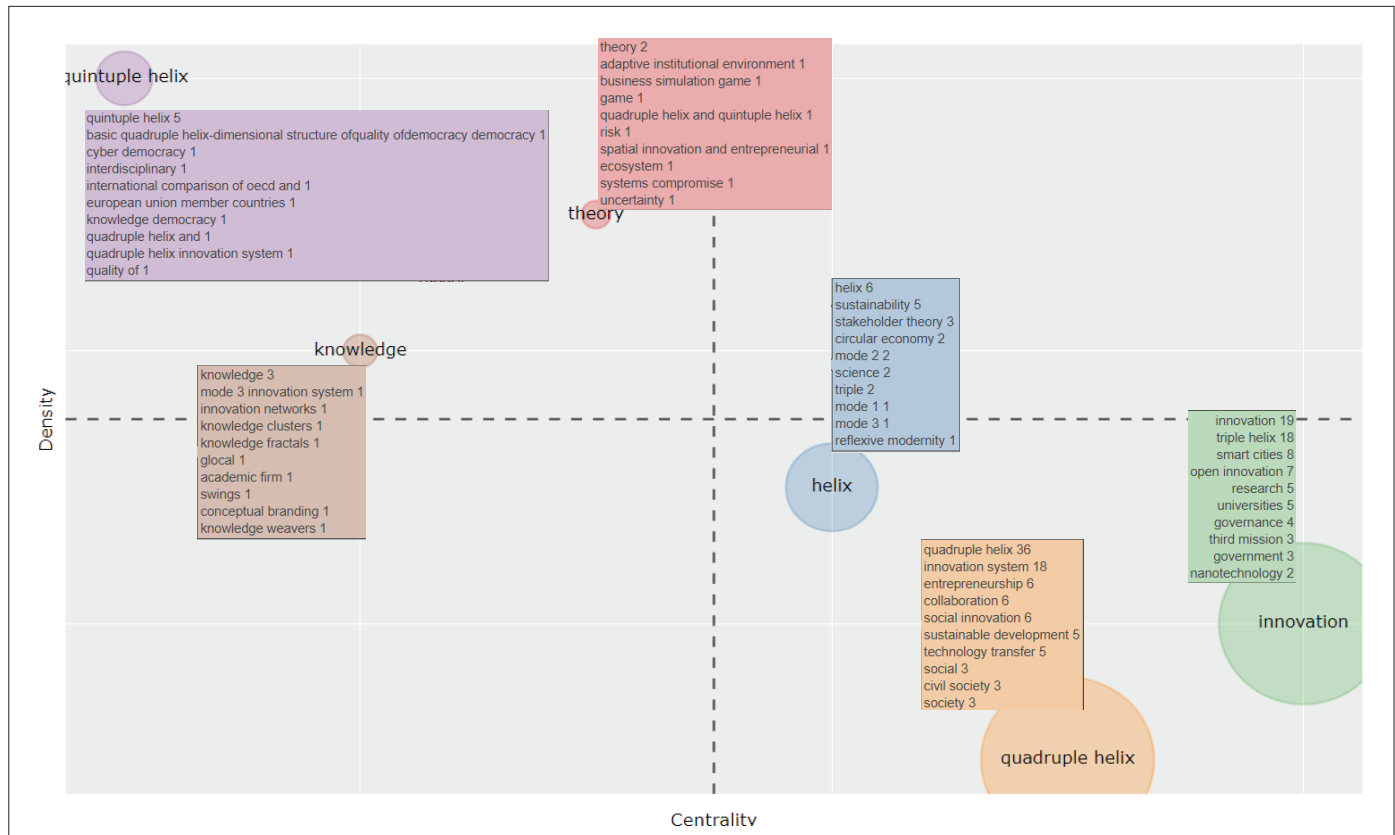 quintuple helix
quintuple helix 5
basic quadruple helix-dimensional structure ofquality ofdemocracy democracy 1
cyber democracy 1
interdisciplinary 1
international comparison of oecd and 1
european union member countries 1
knowledge democracy 1
quadruple helix and 1
quadruple helix innovation system 1
quality of 1
theory 2
adaptive institutional environment 1
business simulation game 1
game 1
quadruple helix and quintuple helix 1
risk 1
spatial innovation and entrepreneurial 1
ecosystem 1
systems compromise 1
uncertainty 1
theory
knowledge
knowledge 3
mode 3 innovation system 1
innovation networks 1
knowledge clusters 1
knowledge fractals 1
glocal 1
academic firm 1
swings 1
conceptual branding 1
knowledge weavers 1
helix 6
sustainability 5
stakeholder theory 3
circular economy 2
mode 2 2
science 2
triple 2
mode 1 1
mode 3 1
reflexive modernity 1
helix
innovation 19
triple helix 18
smart cities 8
open innovation 7
research 5
universities 5
governance 4
third mission 3
government 3
nanotechnology 2
innovation
quadruple helix 36
innovation system 18
entrepreneurship 6
collaboration 6
social innovation 6
sustainable development 5
technology transfer 5
social 3
civil society 3
society 3
quadruple helix
Density
Centrality